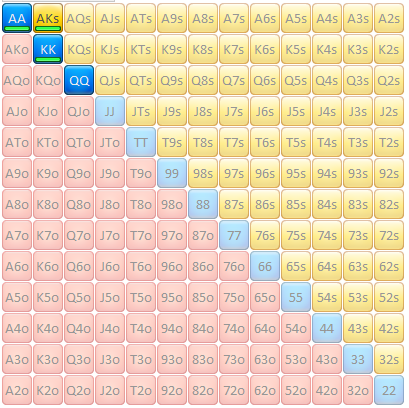 AA AKs AQs AJs ATs A9s A8s A7s A6s A5s A4s A3s A2s
AKo KK KQs KJs KTs K9s K8s K7s K6s K5s K4s K3s K2s
AQo KQo QQ QJs QTs Q9s Q8s Q7s Q6s Q5s Q4s Q3s Q2s
AJo KJo QJo JJ JTs J9s J8s J7s J6s J5s J4s J3s J2s
ATo KTo QTo JTo TT T9s T8s T7s T6s T5s T4s T3s T2s
A9o K9o Q9o J9o T9o 99 98s 97s 96s 95s 94s 93s 92s
A8o K8o Q8o J8o T8o 98o 88 87s 86s 85s 84s 83s 82s
A7o K7o Q7o J7o T7o 97o 87o 77 76s 75s 74s 73s 72s
A6o K6o Q6o J6o T6o 96o 86o 76o 66 65s 64s 63s 62s
A5o K5o Q5o J5o T5o 95o 85o 75o 65o 55 54s 53s 52s
A4o K4o Q4o J4o T4o 94o 84o 74o 64o 54o 44 43s 42s
A3o K3o Q3o J3o T3o 93o 83o 73o 63o 53o 43o 33 32s
A2o K2o Q2o J2o T2o 92o 82o 72o 62o 52o 42o 32o 22